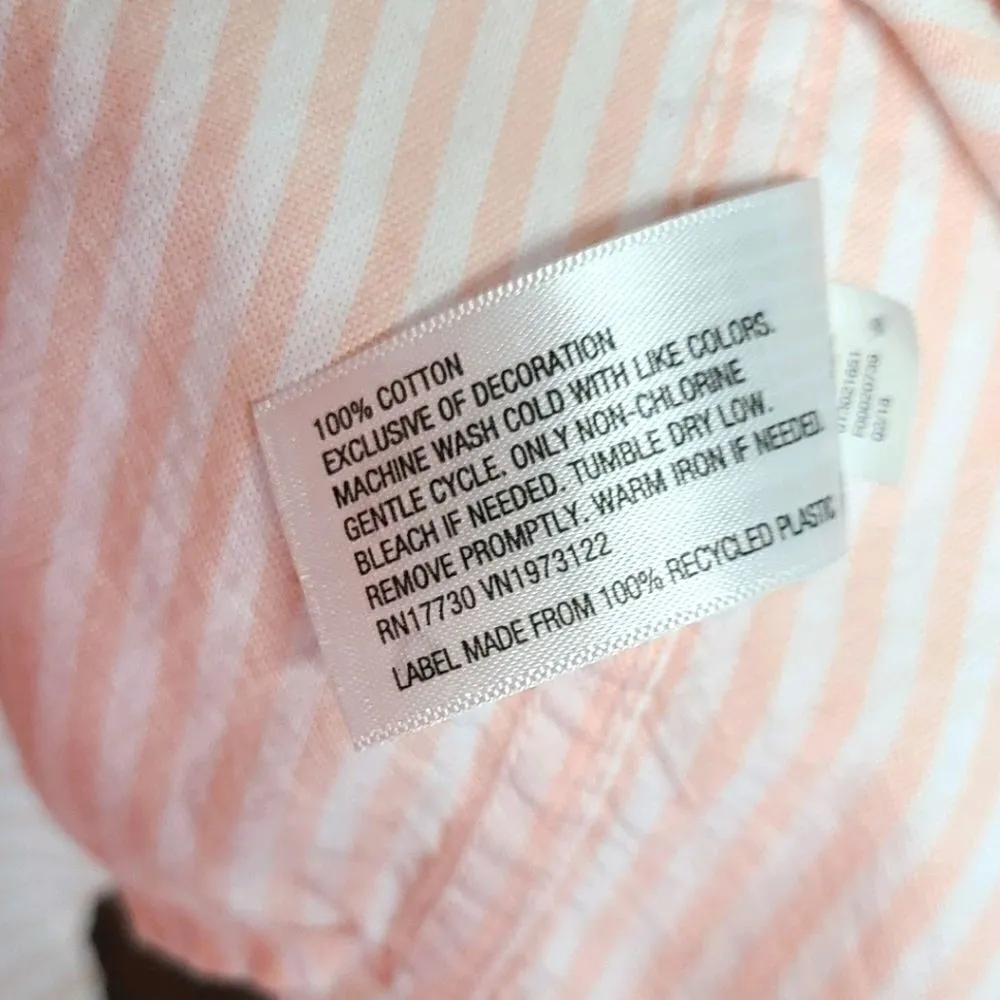 100% COTTON
EXCLUSIVE OF DECORATION
MACHINE WASH COLD WITH LIKE COLORS.
GENTLE CYCLE. ONLY NON-CHLORINE
BLEACH IF NEEDED. TUMBLE DRY LOW.
REMOVE PROMPTLY. WARM IRON IF NEEDED.
RN17730 VN1973122
LABEL MADE FROM 100% RECYCLED PLASTIC